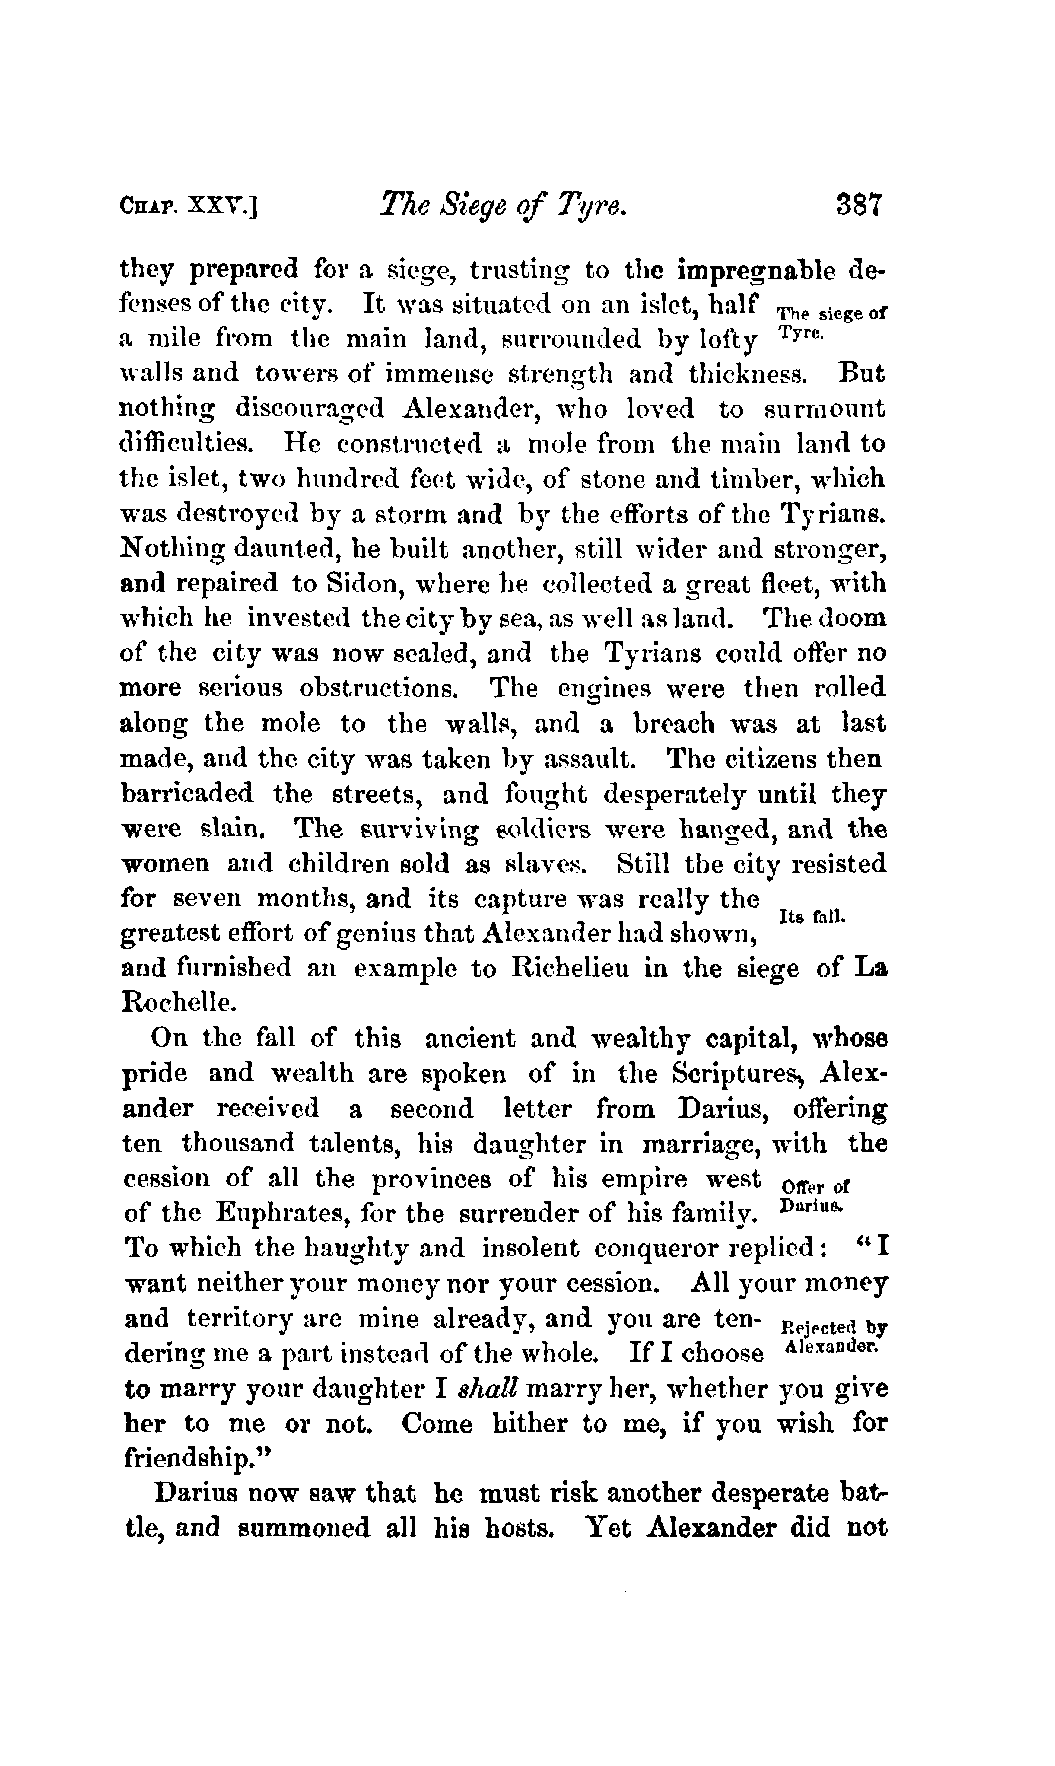 CHAP. XXV.] The Siege of Tyre. 387
they prepared for a siege, trusting to the impregnable de-
fenses of the city. It was situated on an islet, half
The siege of
Tyre.
a mile from the main land, surrounded by lofty
walls and towers of immense strength and thickness. But
nothing discouraged Alexander, who loved to surmount
difficulties. He constructed a mole from the main land to
the islet, two hundred feet wide, of stone and timber, which
was destroyed by a storm and by the efforts of the Tyrians.
Nothing daunted, he built another, still wider and stronger,
and repaired to Sidon, where he collected a great fleet, with
which he invested the city by sea, as well as land. The doom
of the city was now sealed, and the Tyrians could offer no
more serious obstructions. The engines were then rolled
along the mole to the walls, and a breach was at last
made, and the city was taken by assault. The citizens then
barricaded the streets, and fought desperately until they
were slain. The surviving soldiers were hanged, and the
women and children sold as slaves. Still the city resisted
for seven months, and its capture was really the
Its fall.
greatest effort of genius that Alexander had shown,
and furnished an example to Richelieu in the siege of La
Rochelle.
On the fall of this ancient and wealthy capital, whose
pride and wealth are spoken of in the Scriptures, Alex-
ander received a second letter from Darius, offering
ten thousand talents, his daughter in marriage, with the
cession of all the provinces of his empire west
Offer of
Darius.
of the Euphrates, for the surrender of his family.
To which the haughty and insolent conqueror replied: "I
want neither your money nor your cession. All your money
and territory are mine already, and you are ten-
Rejected by
Alexander.
dering me a part instead of the whole. If I choose
to marry your daughter I shall marry her, whether you give
her to me or not. Come hither to me, if you wish for
friendship."
Darius now saw that he must risk another desperate bat-
tle, and summoned all his hosts. Yet Alexander did not